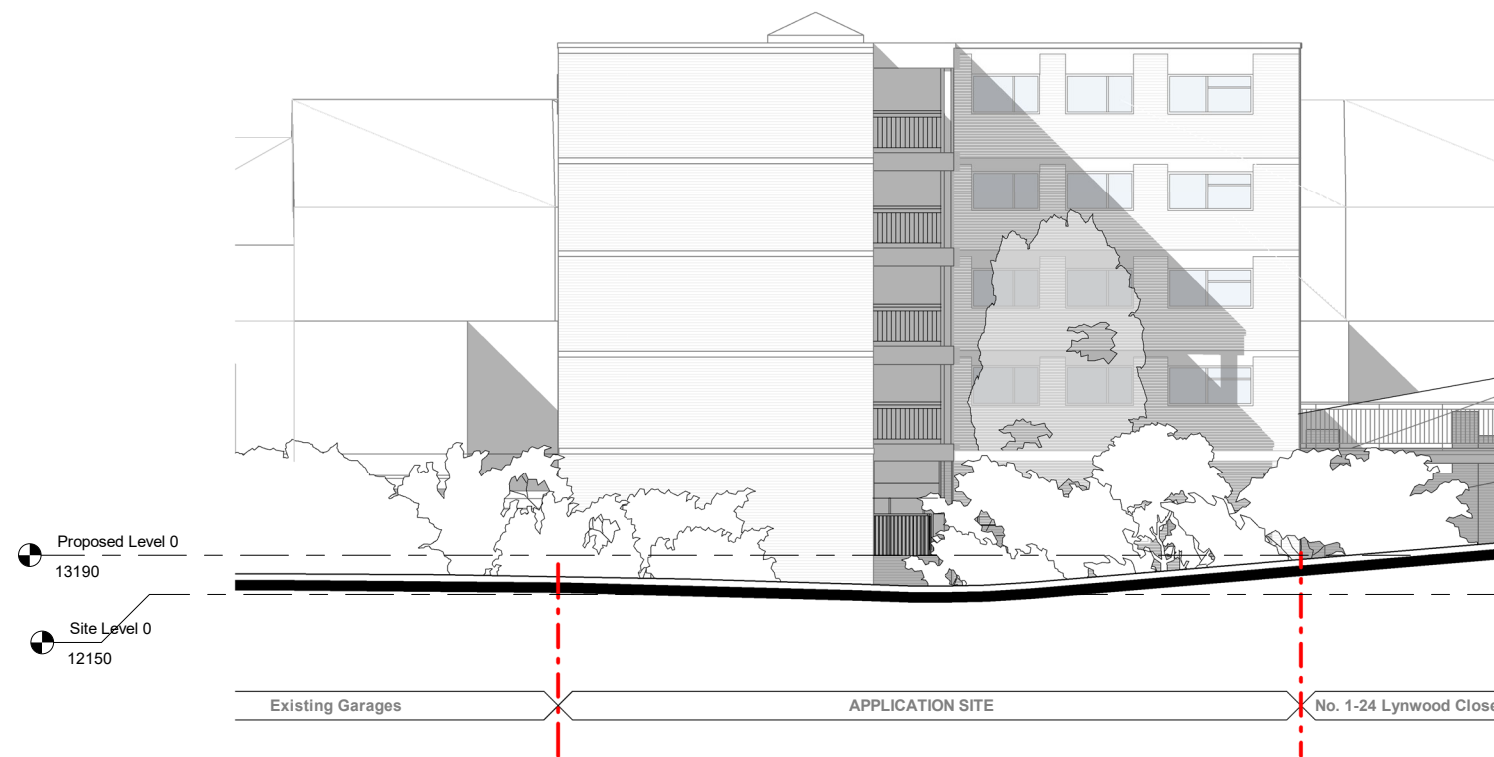 Proposed Level 0
13190
Site Level 0
12150
Existing Garages
APPLICATION SITE
No. 1-24 Lynwood Close